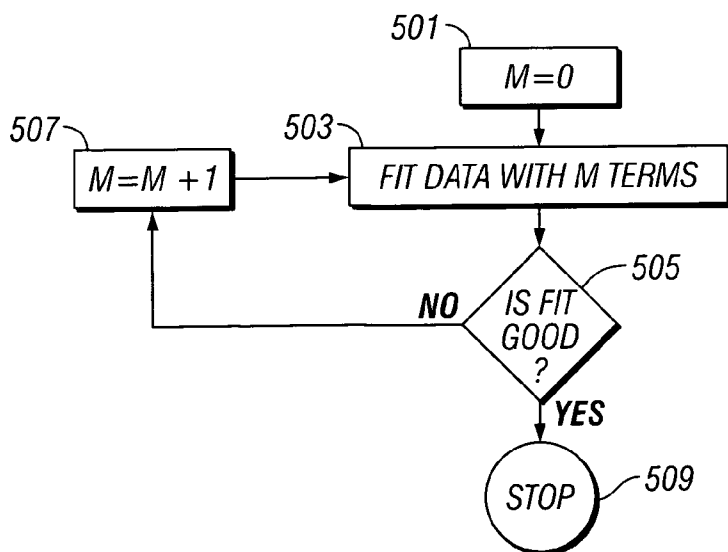 501
M=0
507
503
M=M +1
FIT DATA WITH M TERMS
505
NO
IS FIT
GOOD
?
YES
STOP
509